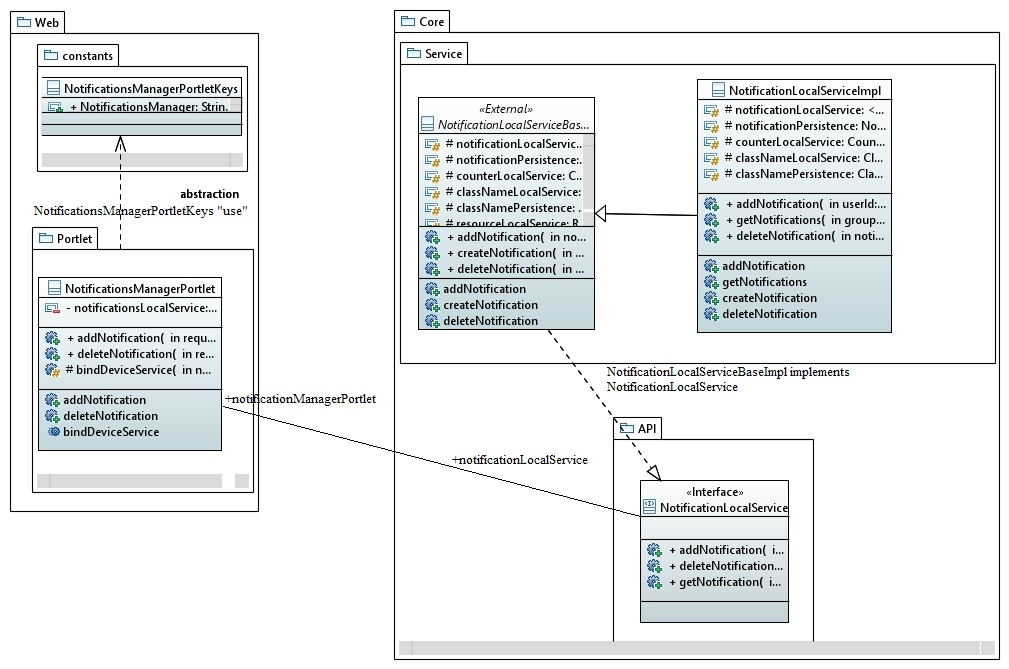 Web
constants
NotificationsManagerPortletKeys
+ NotificationsManager: Strin.
abstraction
NotificationsManagerPortletKeys "use"
Portlet
NotificationsManagerPortlet
- notificationsLocalService:...
+ addNotification( in requ...
+ deleteNotification( in re...
# bindDeviceService( in n...
addNotification
deleteNotification
bindDeviceService
+notificationManagerPortlet
+notificationLocalService
Core
Service
«External»
NotificationLocalServiceBas...
# notificationLocalServic..
# notificationPersistence:.
# counterLocalService: C..
# classNameLocalService:
# classNamePersistence: .
# resourceLocalService: R
+ addNotification( in no...
+ createNotification( in ...
+ deleteNotification( in ...
addNotification
createNotification
deleteNotification
NotificationLocalServiceImpl
# notificationLocalService: <..
# notificationPersistence: No...
# counterLocalService: Coun...
# classNameLocalService: Cl...
# classNamePersistence: Cla...
+ addNotification( in userId:...
+ getNotifications( in group...
+ deleteNotification( in noti...
addNotification
getNotifications
createNotification
deleteNotification
NotificationLocalServiceBaseImpl implements
NotificationLocalService
API
«Interface»
NotificationLocalService
+ addNotification( i...
+ deleteNotification...
+ getNotification( i...